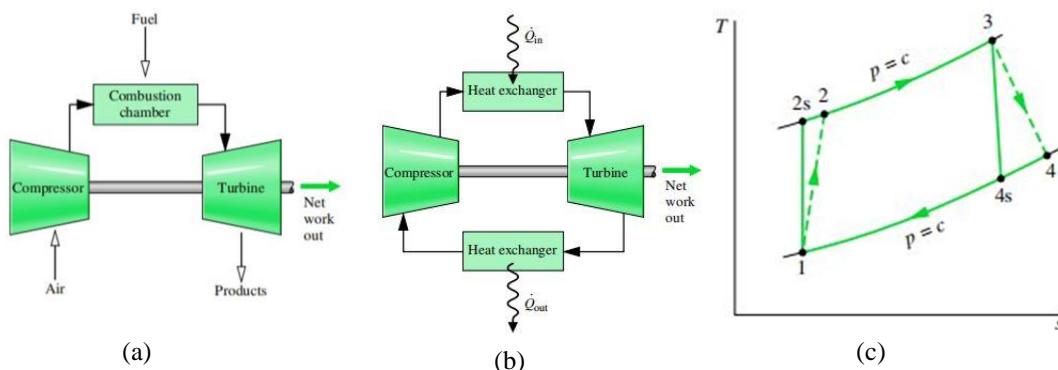 Fuel
Combustion
chamber
Compressor
Turbine
Net
work
out
Air
Products
(a)
Q̇in
Heat exchanger
Compressor
Turbine
Net
work
out
Heat exchanger
Q̇out
(b)
T
3
p = c
2s
2
4
4s
p = c
1
s
(c)